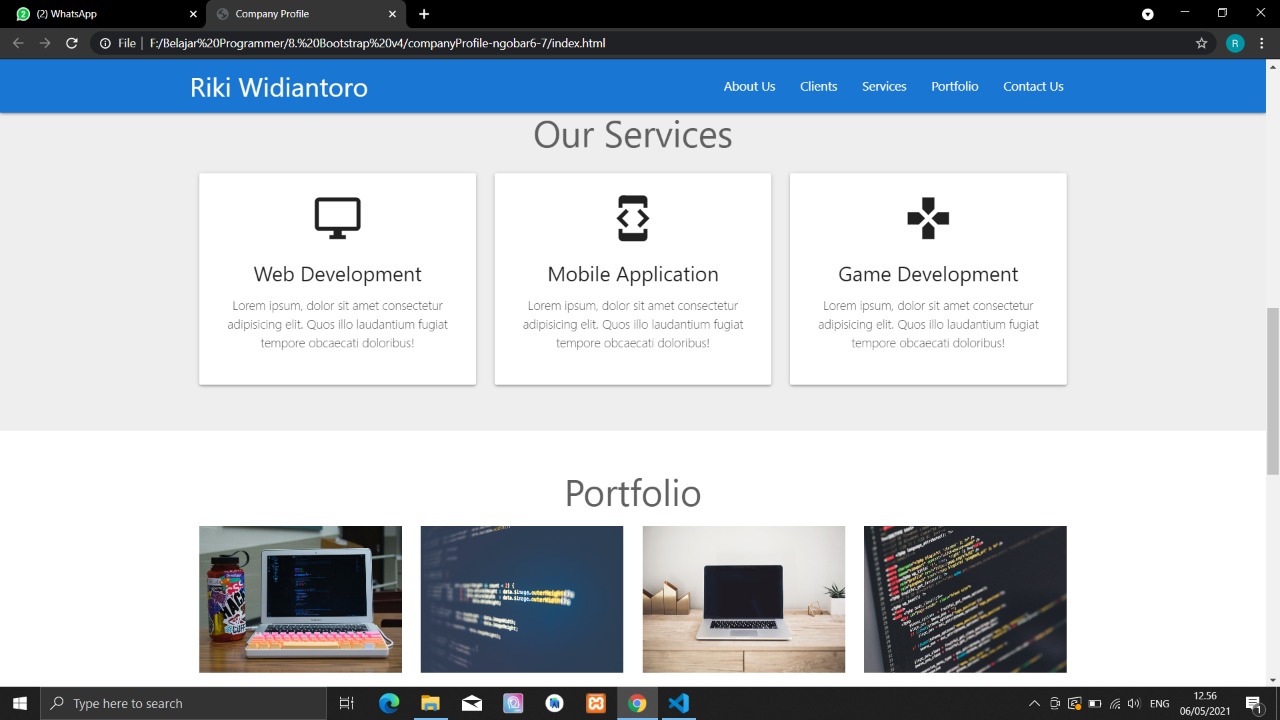 2
(2) WhatsApp
Company Profile
File | F:/Belajar%20Programmer/8.%20Bootstrap%20v4/companyProfile-ngobar6-7/index.html
R
Riki Widiantoro
About Us Clients Services Portfolio Contact Us
Our Services
Web Development
Lorem ipsum, dolor sit amet consectetur
adipisicing elit. Quos illo laudantium fugiat
tempore obcaecati doloribus!
Mobile Application
Lorem ipsum, dolor sit amet consectetur
adipisicing elit. Quos illo laudantium fugiat
tempore obcaecati doloribus!
Game Development
Lorem ipsum, dolor sit amet consectetur
adipisicing elit. Quos illo laudantium fugiat
tempore obcaecati doloribus!
Portfolio
Type here to search
ENG
12.56
06/05/2021
1